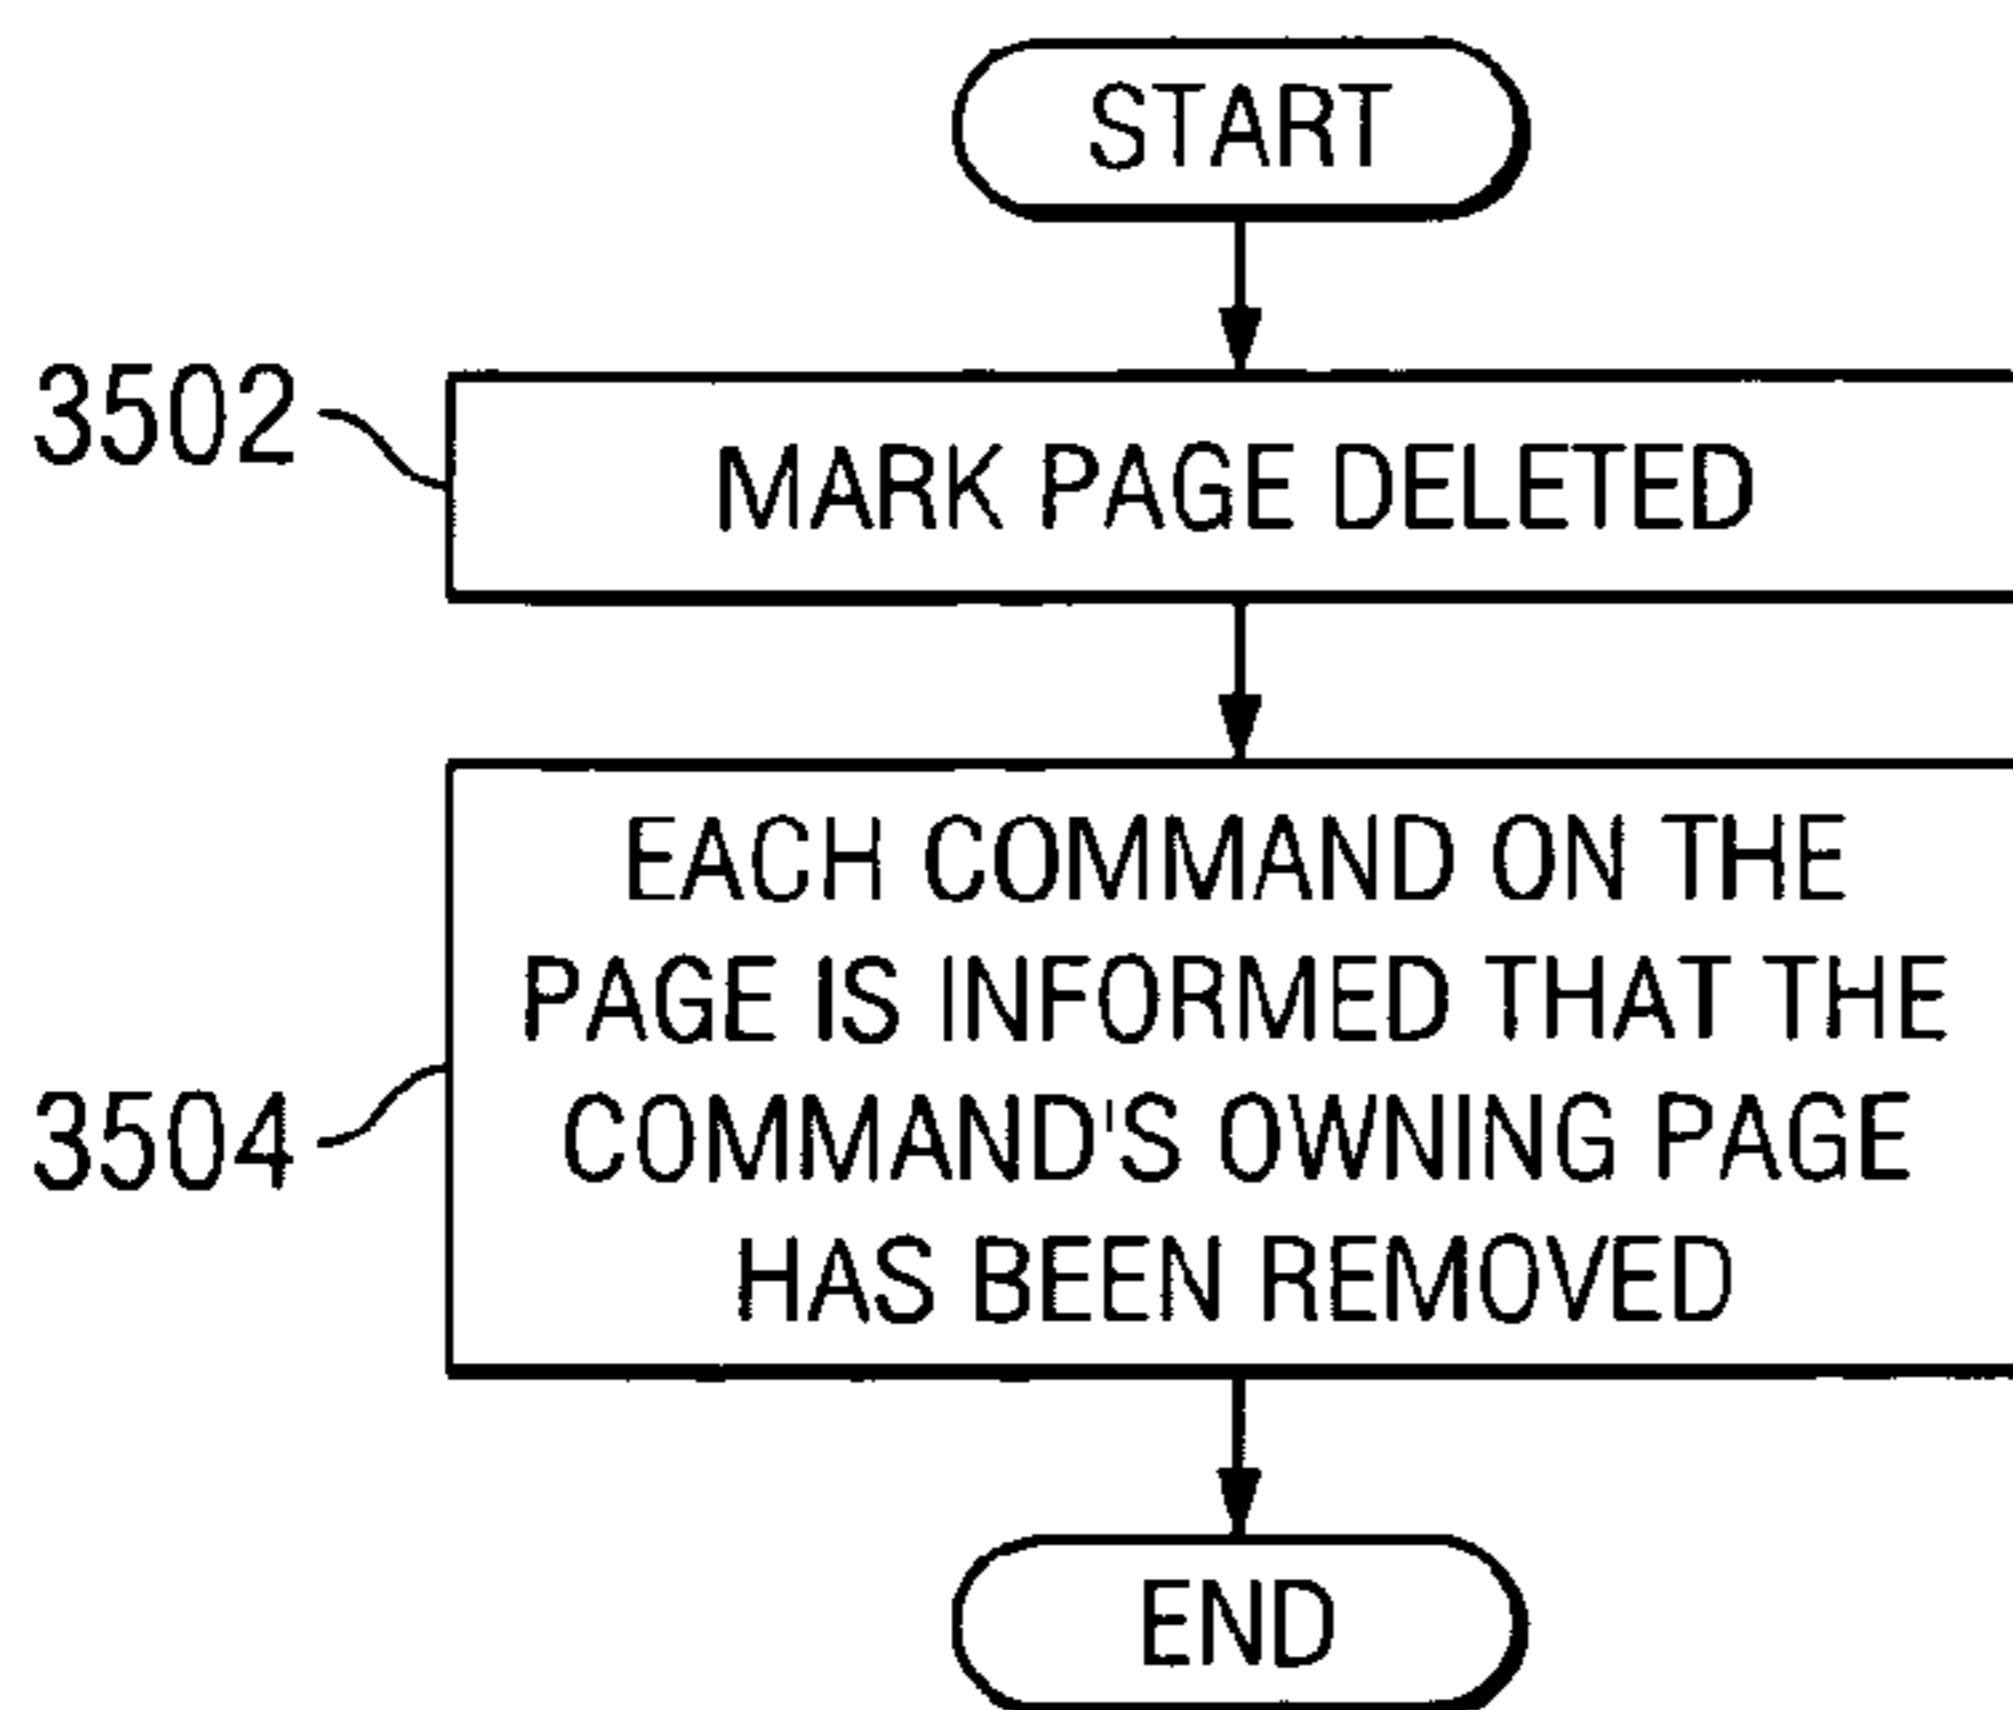 START
3502
MARK PAGE DELETED
EACH COMMAND ON THE
PAGE IS INFORMED THAT THE
3504
COMMAND'S OWNING PAGE
HAS BEEN REMOVED
END